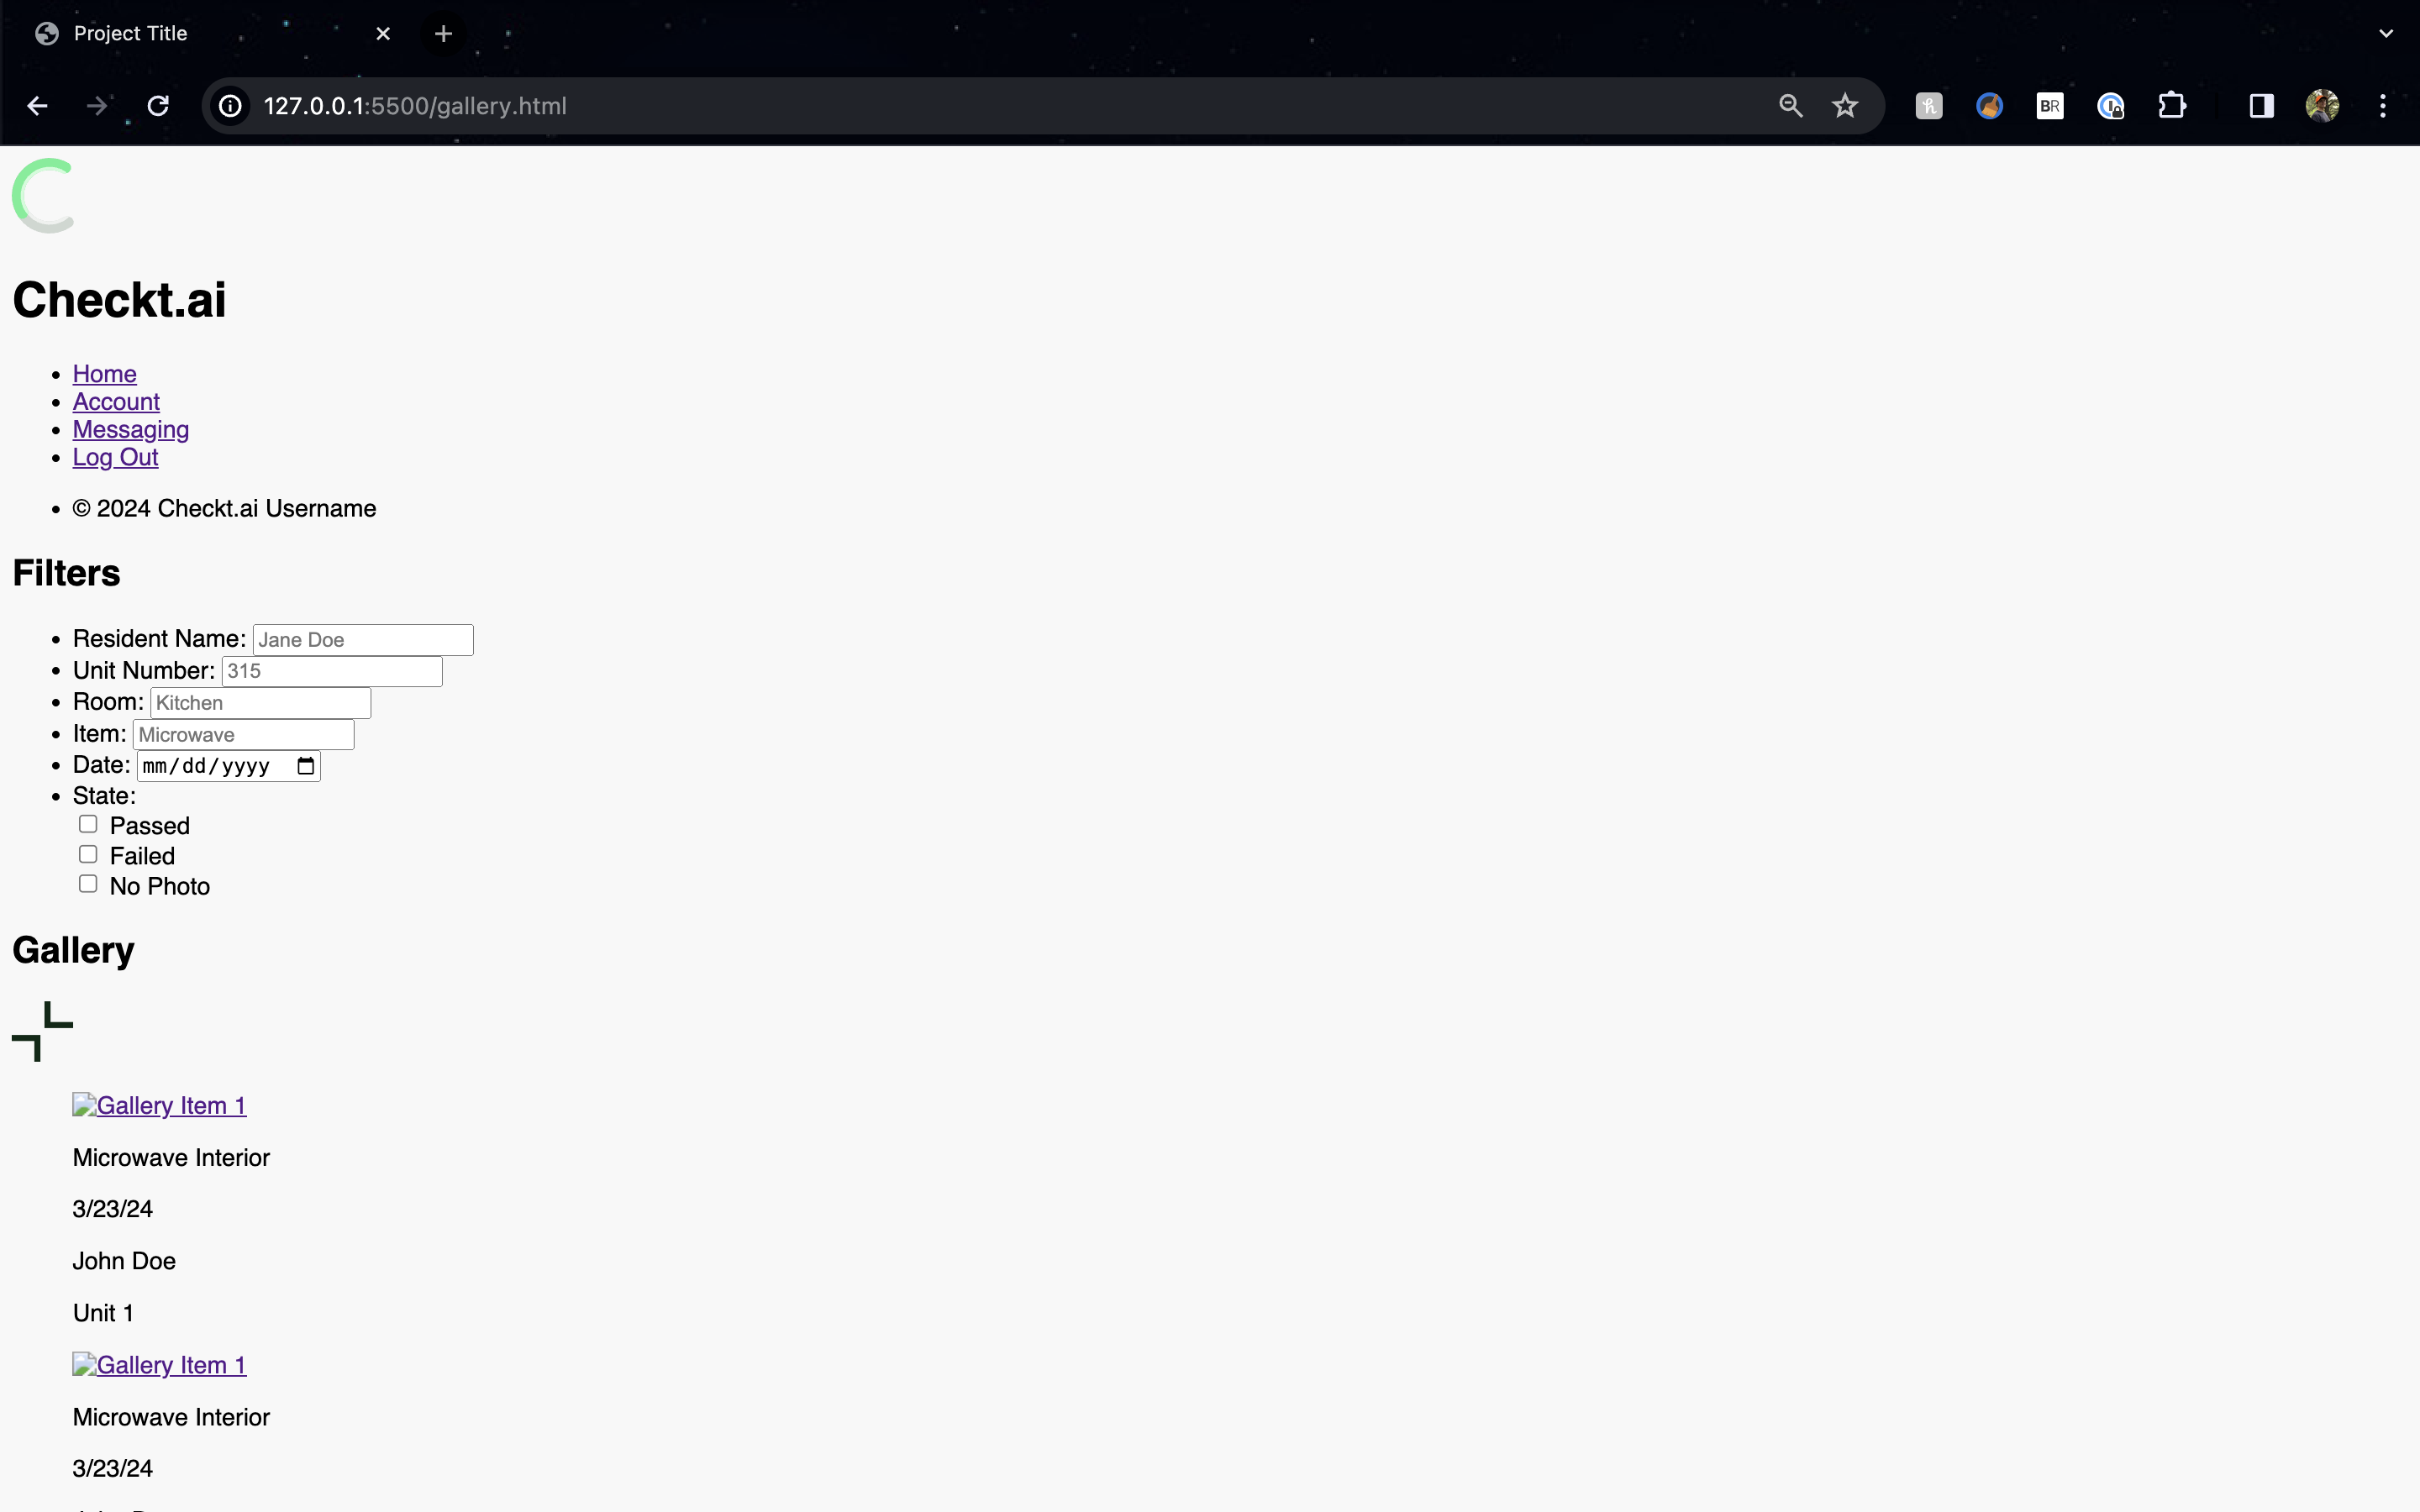 Project Title
127.0.0.1:5500/gallery.html
BR
Checkt.ai
Home
Account
Messaging
Log Out
© 2024 Checkt.ai Username
Filters
Resident Name: Jane Doe
Unit Number: 315
Room: Kitchen
Item: Microwave
Date: mm/dd/yyyy
State:
Passed
Failed
No Photo
Gallery
Gallery Item 1
Microwave Interior
3/23/24
John Doe
Unit 1
Gallery Item 1
Microwave Interior
3/23/24